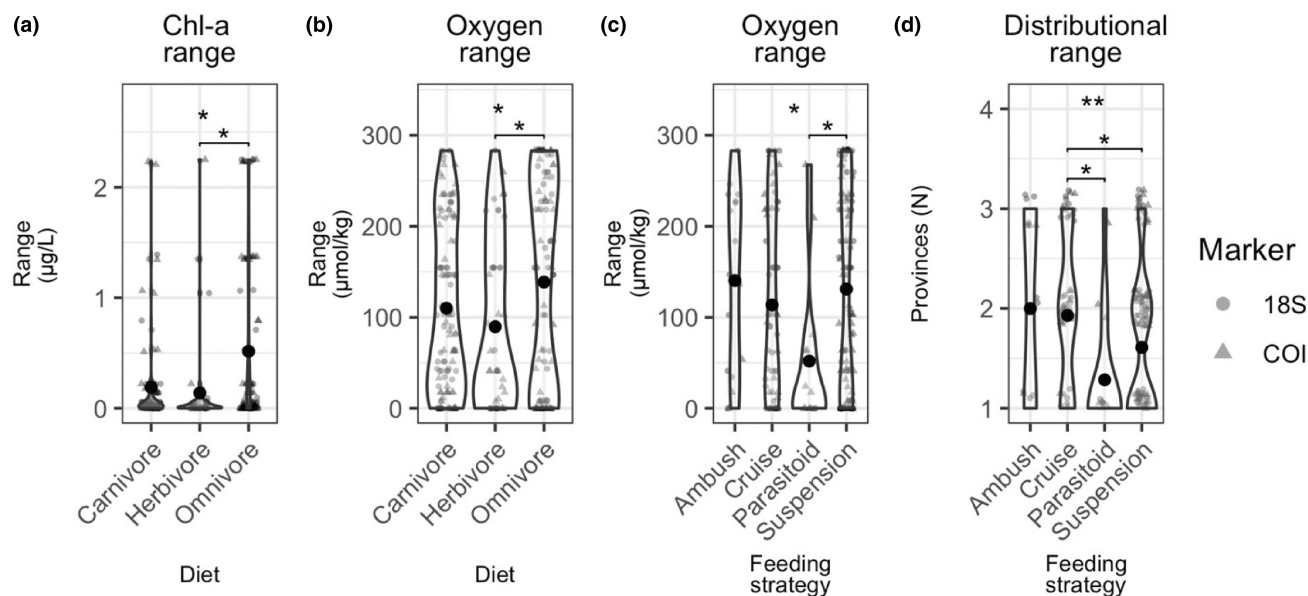 (a)
Chl-a
range
Range
(µg/L)
2
1
0
*
*
Carnivore
Herbivore
Omnivore
Diet
(b)
Oxygen
range
Range
(µmol/kg)
300
200
100
0
*
*
Carnivore
Herbivore
Omnivore
Diet
(c)
Oxygen
range
Range
(µmol/kg)
300
200
100
0
*
*
Ambush
Cruise
Parasitoid
Suspension
Feeding
strategy
(d)
Distributional
range
Provinces (N)
4
3
2
1
**
*
*
Ambush
Cruise
Parasitoid
Suspension
Feeding
strategy
Marker
18S
COI